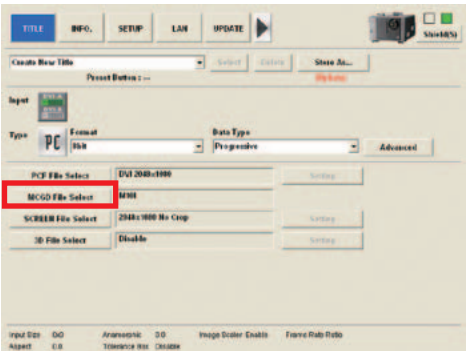 TITLE INFO. SETUP LAN UPDATE Shield(S)
Create New Title Select Delete Store As...
Preset Button : --
Input
Type PC Format Data Type
8bit Progressive Advanced
PCF File Select DVI 2048x1080 Setting
MCGD File Select
SCREEN File Select 2048x1080 No Crop Setting
3D File Select Disable Setting
Input Size 0x0 Anamorphic Image Scaler Enable Frame Rate Ratio
Aspect Tolerance Disable